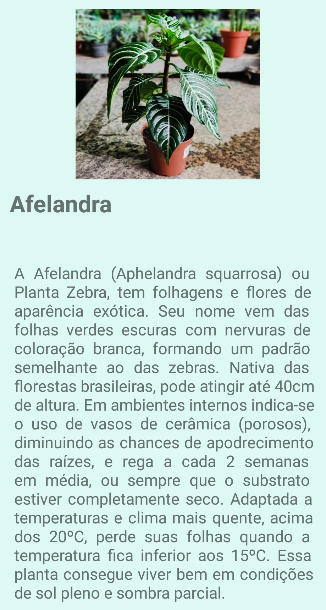 Afelandra
A Afelandra (Aphelandra squarrosa) ou
Planta Zebra, tem folhagens e flores de
aparência exótica. Seu nome vem das
folhas verdes escuras com nervuras de
coloração branca, formando um padrão
semelhante ao das zebras. Nativa das
florestas brasileiras, pode atingir até 40cm
de altura. Em ambientes internos indica-se
o uso de vasos de cerâmica (porosos),
diminuindo as chances de apodrecimento
das raízes, e rega a cada 2 semanas
em média, ou sempre que o substrato
estiver completamente seco. Adaptada a
temperaturas e clima mais quente, acima
dos 20ºC, perde suas folhas quando a
temperatura fica inferior aos 15ºC. Essa
planta consegue viver bem em condições
de sol pleno e sombra parcial.